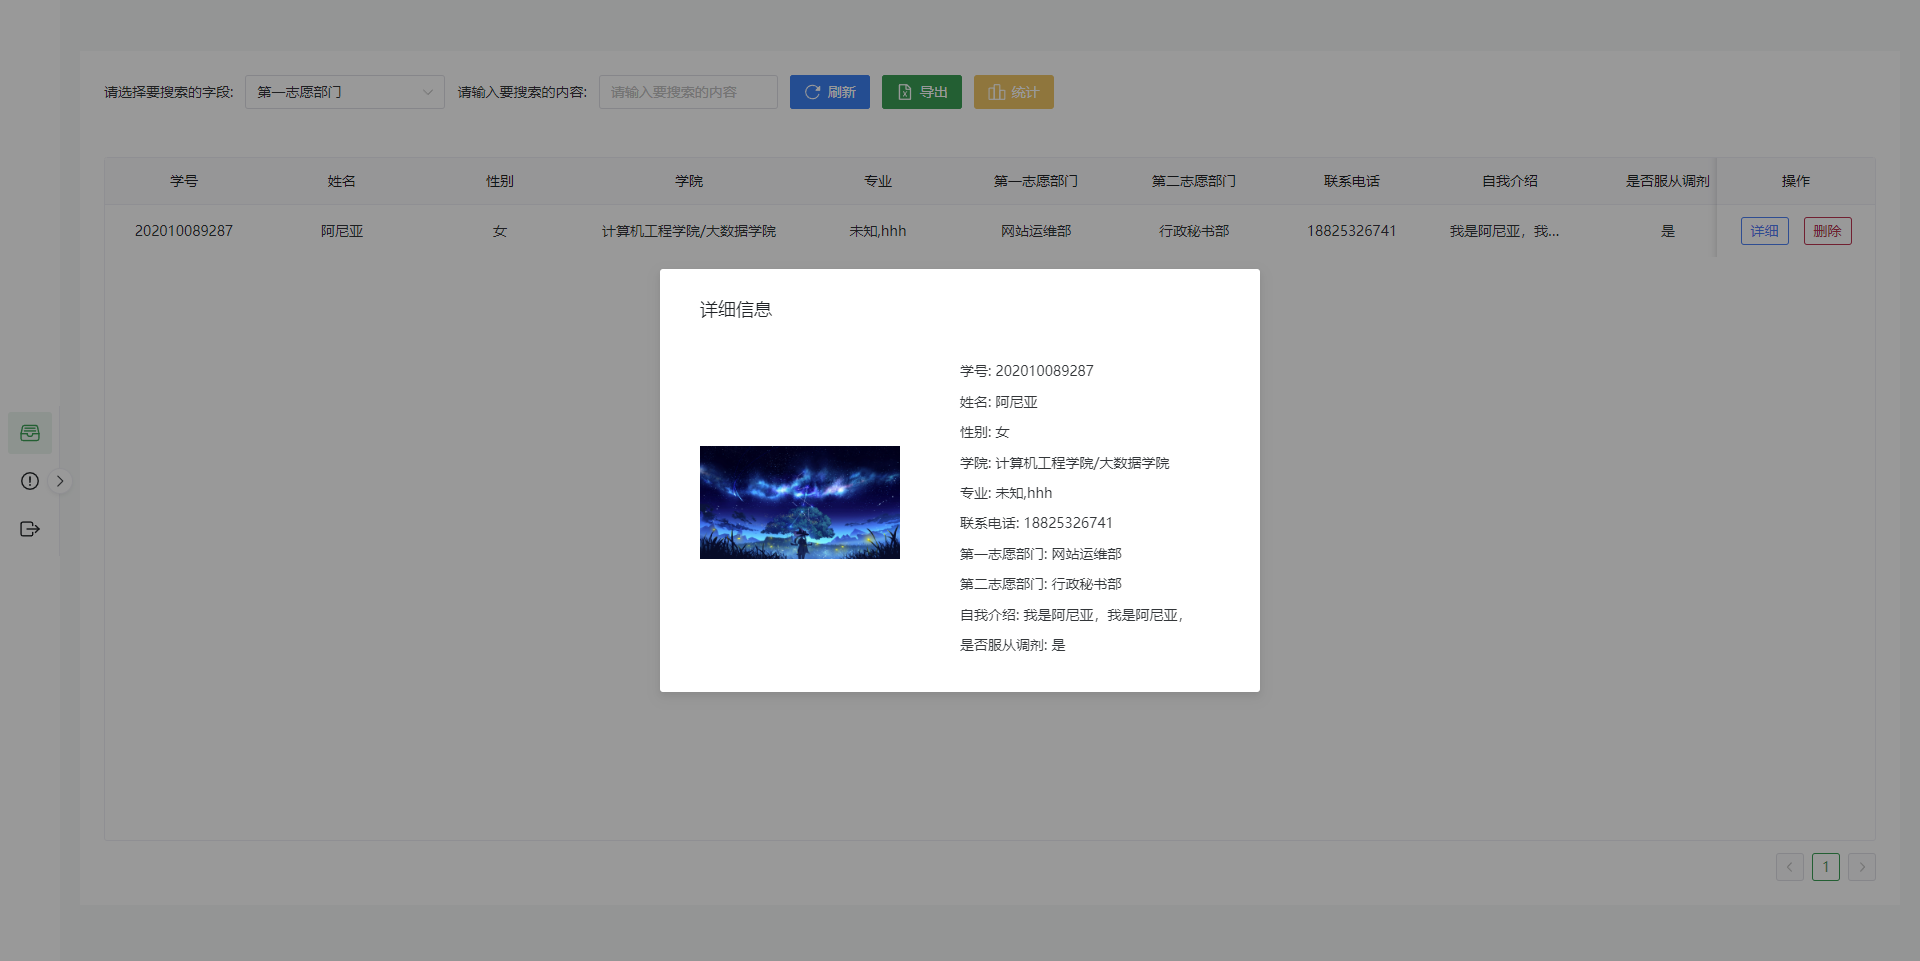 请选择要搜索的字段: 第一志愿部门 请输入要搜索的内容: 请输入要搜索的内容 刷新 导出 统计
学号 姓名 性别 学院 专业 第一志愿部门 第二志愿部门 联系电话 自我介绍 是否服从调剂 操作
202010089287 阿尼亚 女 计算机工程学院/大数据学院 未知,hhh 网站运维部 行政秘书部 18825326741 我是阿尼亚，我... 是 详细 删除
详细信息
学号: 202010089287
姓名: 阿尼亚
性别: 女
学院: 计算机工程学院/大数据学院
专业: 未知,hhh
联系电话: 18825326741
第一志愿部门: 网站运维部
第二志愿部门: 行政秘书部
自我介绍: 我是阿尼亚，我是阿尼亚，
是否服从调剂: 是
1